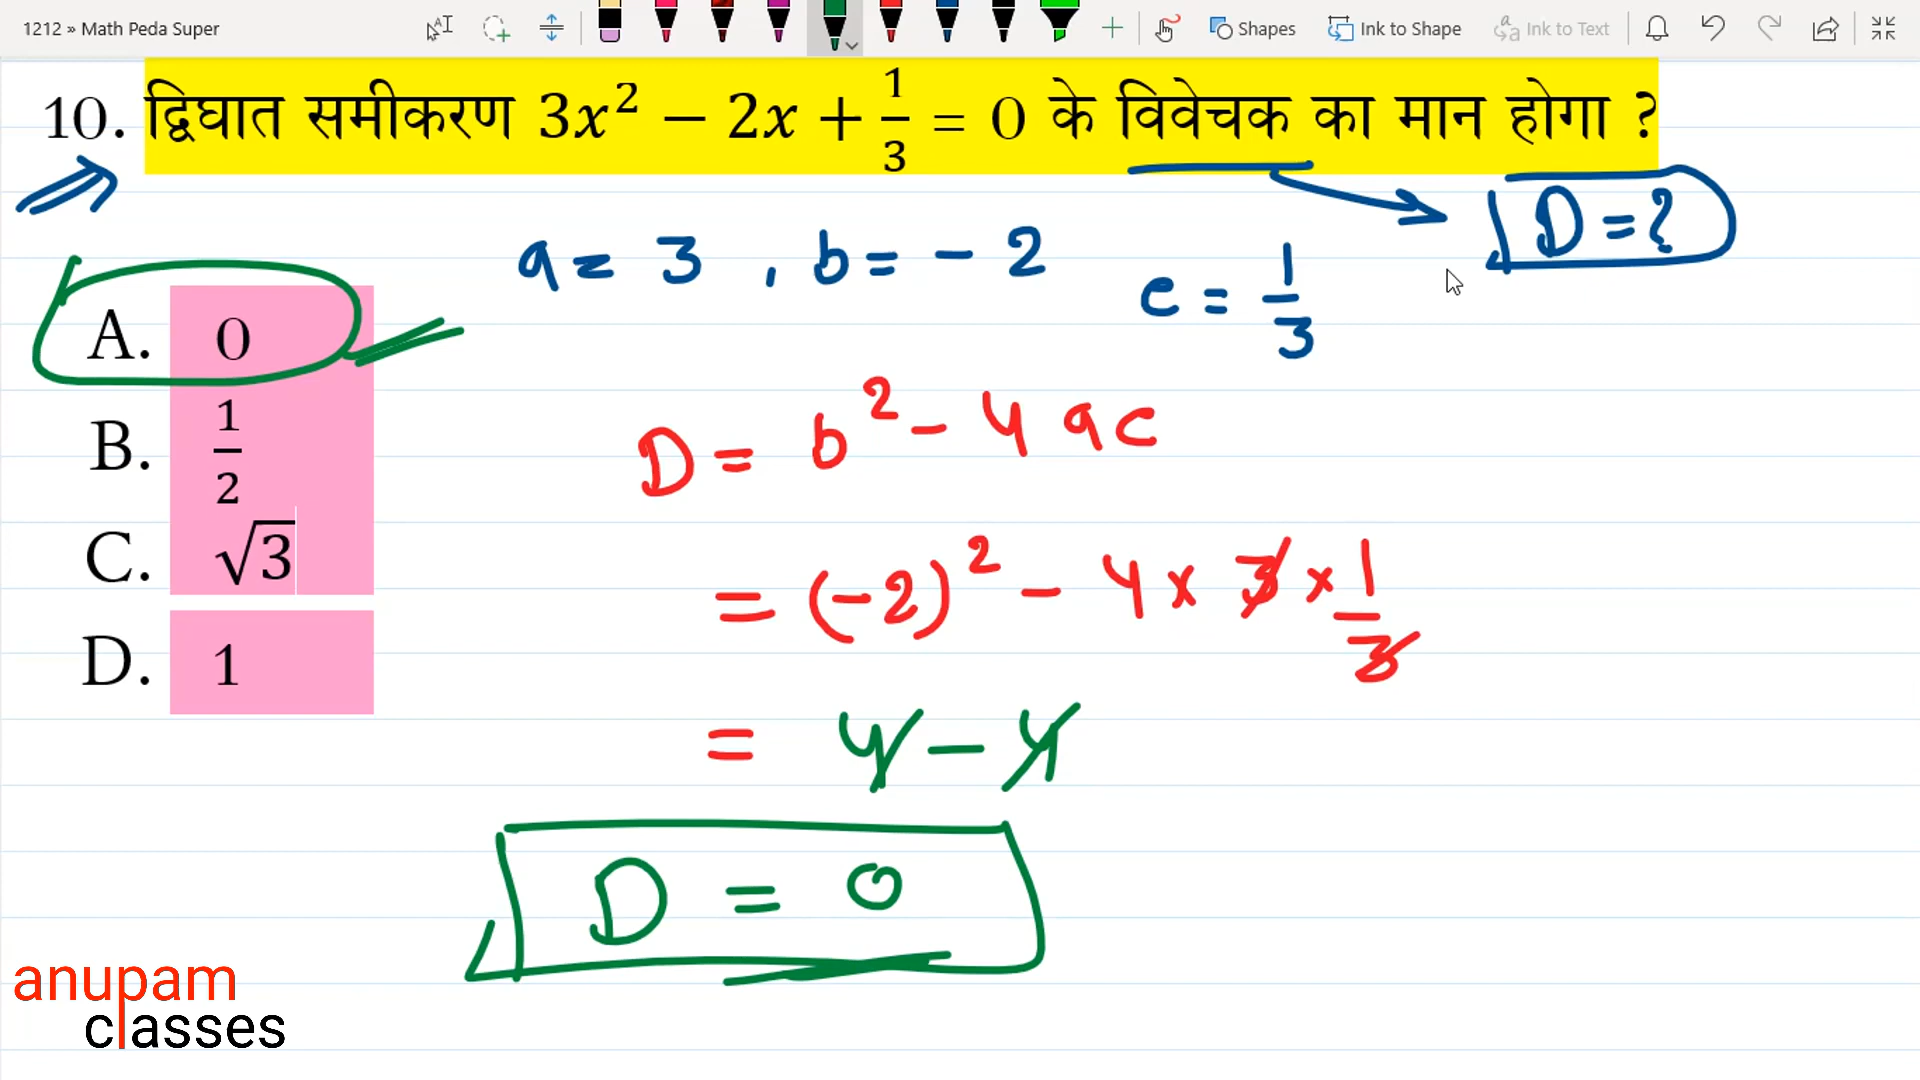 1212 » Math Peda Super
Shapes
Ink to Shape
Ink to Text
10. द्विघात समीकरण 3x² − 2x + 1/3 = 0 के विवेचक का मान होगा ?
D = ?
a = 3 , b = - 2
c = 1/3
A. 0
B. 1/2
C. √3
D. 1
D = b² - 4 a c
= (-2)² - 4 × 3 × 1/3
= 4 - 4
D = 0
anupam
classes